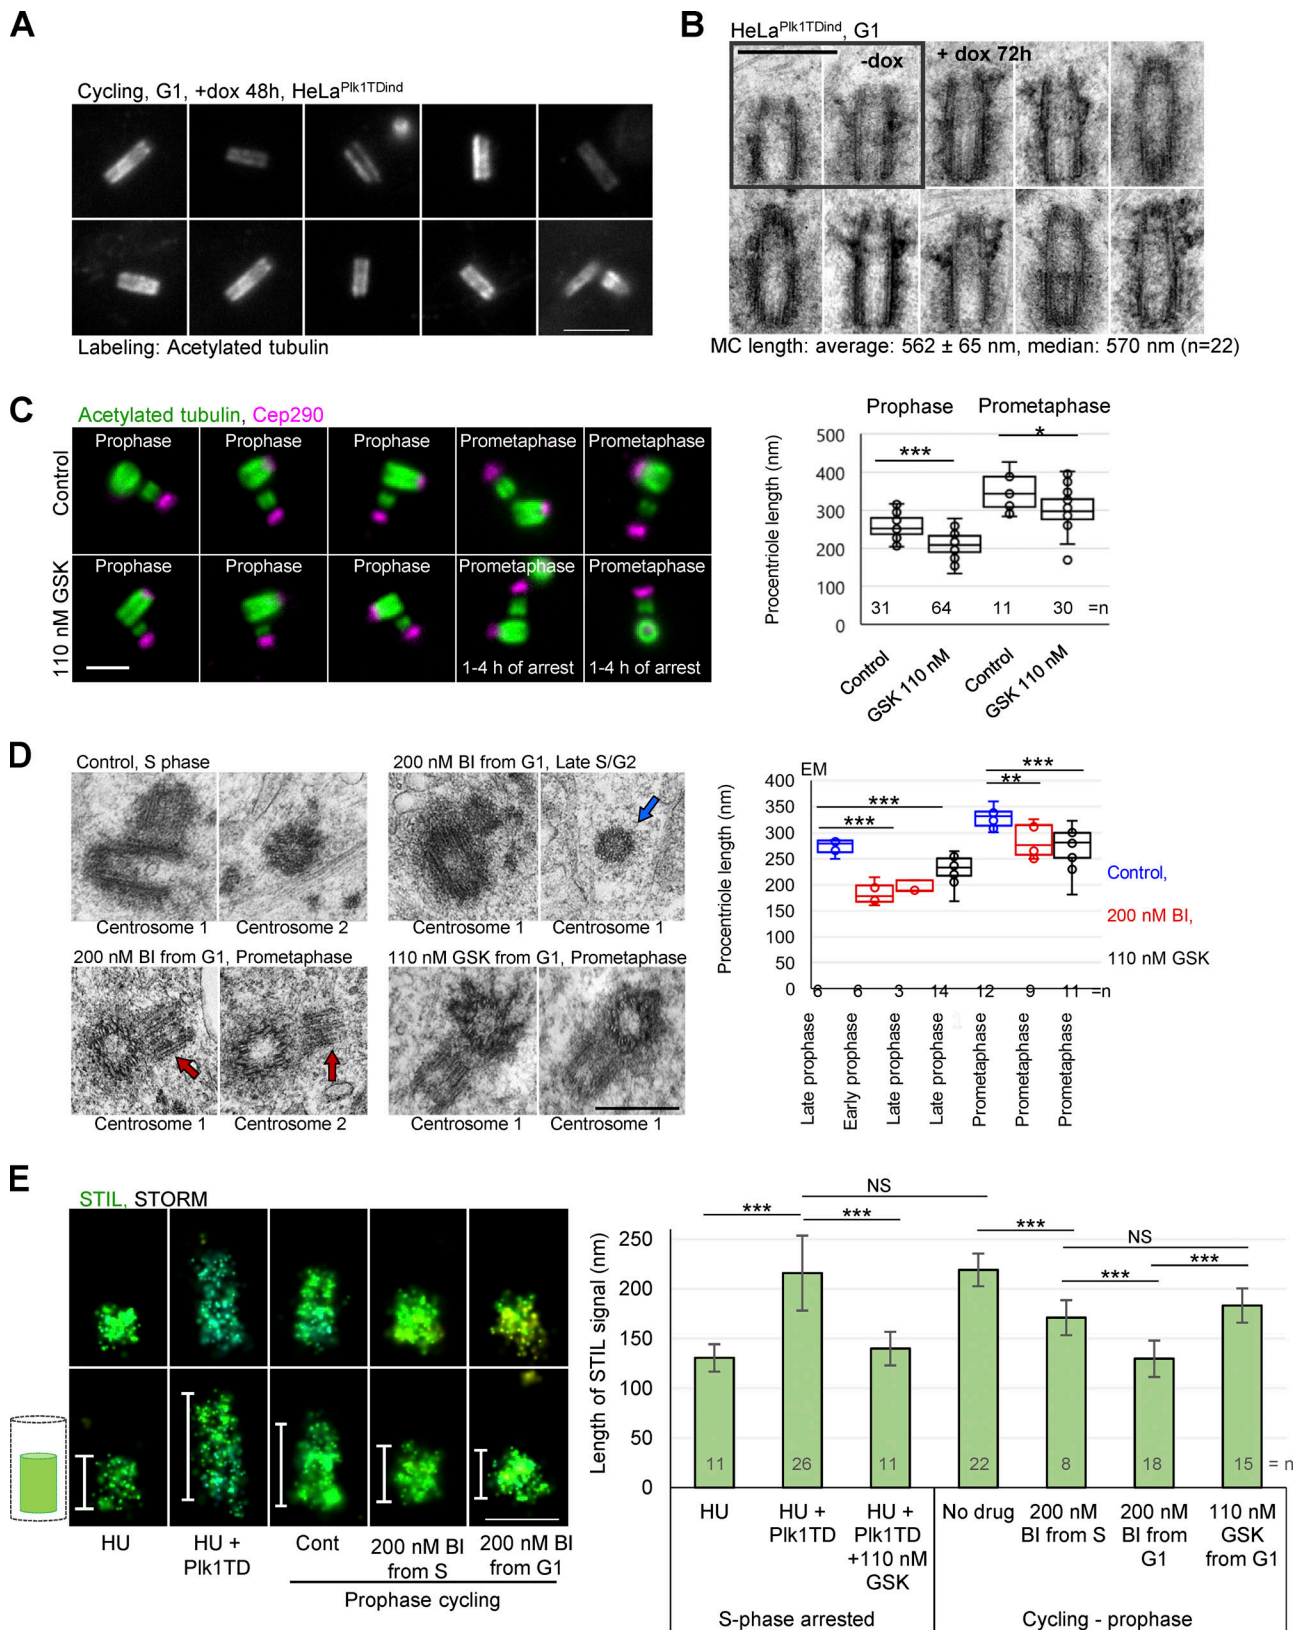 A
Cycling, G1, +dox 48h, HeLaPlk1TDind
Labeling: Acetylated tubulin
B
HeLaPlk1TDind, G1
-dox
+ dox 72h
MC length: average: 562 ± 65 nm, median: 570 nm (n=22)
C
Acetylated tubulin, Cep290
Control
Prophase Prophase Prophase Prometaphase Prometaphase
110 nM GSK
Prophase Prophase Prophase Prometaphase Prometaphase
1-4 h of arrest 1-4 h of arrest
Prophase Prometaphase
*** *
Procentriole length (nm)
500
400
300
200
100
0
31 64 11 30 =n
Control
GSK 110 nM
Control
GSK 110 nM
D
Control, S phase
Centrosome 1 Centrosome 2
200 nM BI from G1, Late S/G2
Centrosome 1 Centrosome 1
200 nM BI from G1, Prometaphase
Centrosome 1 Centrosome 2
110 nM GSK from G1, Prometaphase
Centrosome 1 Centrosome 1
EM
Procentriole length (nm)
400
350
300
250
200
150
100
50
0
*** *** *** **
6 6 3 14 12 9 11 =n
Late prophase
Early prophase
Late prophase
Late prophase
Prometaphase
Prometaphase
Prometaphase
Control,
200 nM BI,
110 nM GSK
E
STIL, STORM
HU
HU +
Plk1TD
Cont
200 nM BI
from S
200 nM BI
from G1
Prophase cycling
Length of STIL signal (nm)
250
200
150
100
50
0
NS
*** *** *** NS
*** ***
11 26 11 22 8 18 15 = n
HU
HU +
Plk1TD
HU +
Plk1TD
+110 nM
GSK
No drug
200 nM
BI from S
200 nM
BI from
G1
110 nM
GSK
from G1
S-phase arrested
Cycling - prophase